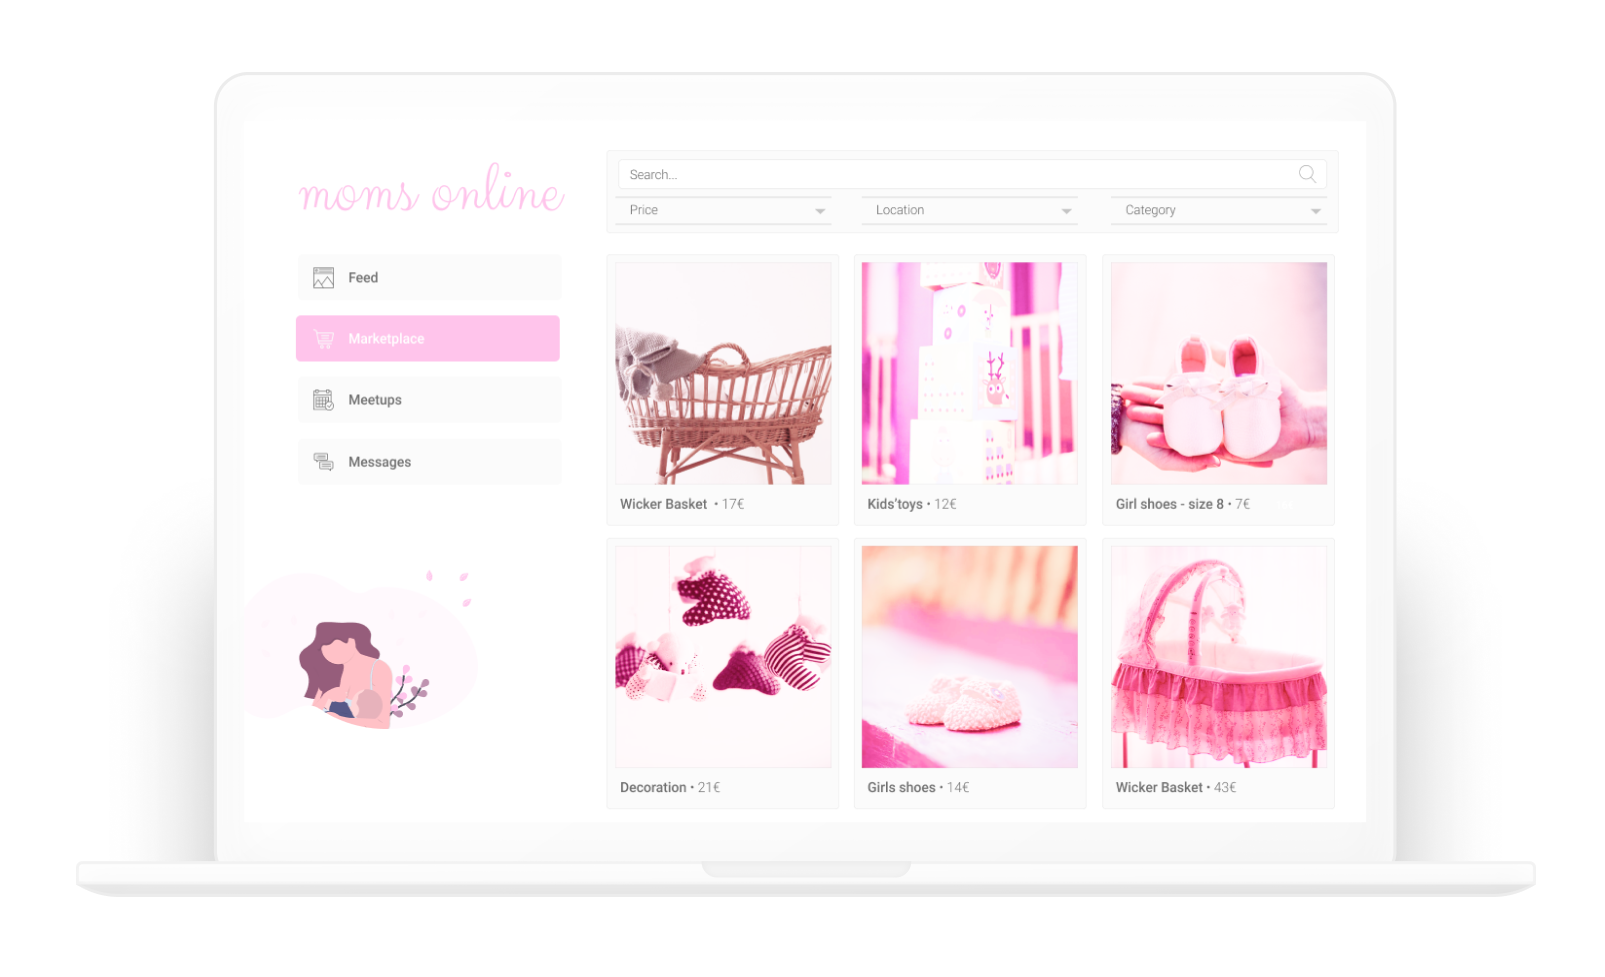 moms online
Feed
Marketplace
Meetups
Messages
Search...
Price
Location
Category
Wicker Basket • 17€
Kids'toys • 12€
Girl shoes - size 8 • 7€
Decoration • 21€
Girls shoes • 14€
Wicker Basket • 43€